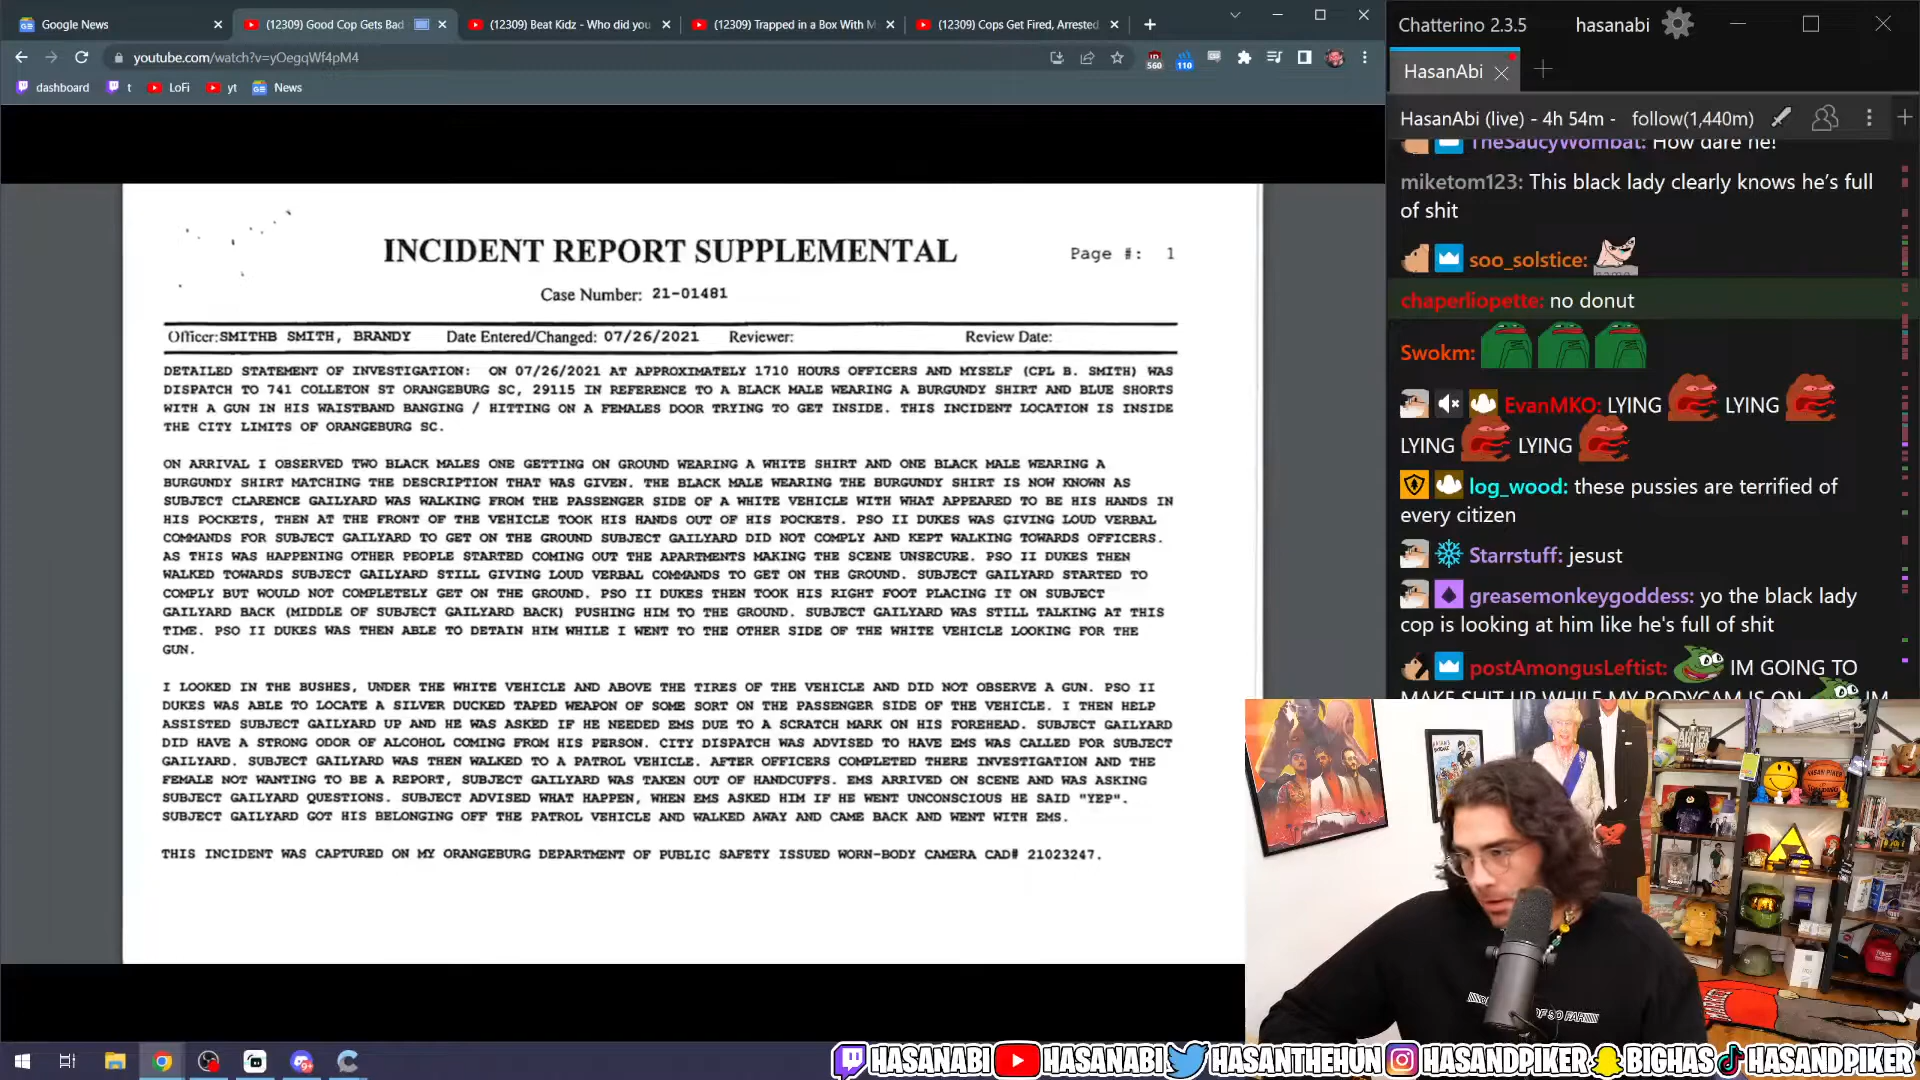 Google News
(12309) Good Cop Gets Bad
(12309) Beat Kidz - Who did you
(12309) Trapped in a Box With M
(12309) Cops Get Fired, Arrested
youtube.com/watch?v=yOegqWf4pM4
560
110
dashboard
t
LoFi
yt
News
INCIDENT REPORT SUPPLEMENTAL
Page #: 1
Case Number: 21-01481
Officer:SMITHB SMITH, BRANDY Date Entered/Changed: 07/26/2021 Reviewer: Review Date:
DETAILED STATEMENT OF INVESTIGATION: ON 07/26/2021 AT APPROXIMATELY 1710 HOURS OFFICERS AND MYSELF (CPL B. SMITH) WAS
DISPATCH TO 741 COLLETON ST ORANGEBURG SC, 29115 IN REFERENCE TO A BLACK MALE WEARING A BURGUNDY SHIRT AND BLUE SHORTS
WITH A GUN IN HIS WAISTBAND BANGING / HITTING ON A FEMALES DOOR TRYING TO GET INSIDE. THIS INCIDENT LOCATION IS INSIDE
THE CITY LIMITS OF ORANGEBURG SC.
ON ARRIVAL I OBSERVED TWO BLACK MALES ONE GETTING ON GROUND WEARING A WHITE SHIRT AND ONE BLACK MALE WEARING A
BURGUNDY SHIRT MATCHING THE DESCRIPTION THAT WAS GIVEN. THE BLACK MALE WEARING THE BURGUNDY SHIRT IS NOW KNOWN AS
SUBJECT CLARENCE GAILYARD WAS WALKING FROM THE PASSENGER SIDE OF A WHITE VEHICLE WITH WHAT APPEARED TO BE HIS HANDS IN
HIS POCKETS, THEN AT THE FRONT OF THE VEHICLE TOOK HIS HANDS OUT OF HIS POCKETS. PSO II DUKES WAS GIVING LOUD VERBAL
COMMANDS FOR SUBJECT GAILYARD TO GET ON THE GROUND SUBJECT GAILYARD DID NOT COMPLY AND KEPT WALKING TOWARDS OFFICERS.
AS THIS WAS HAPPENING OTHER PEOPLE STARTED COMING OUT THE APARTMENTS MAKING THE SCENE UNSECURE. PSO II DUKES THEN
WALKED TOWARDS SUBJECT GAILYARD STILL GIVING LOUD VERBAL COMMANDS TO GET ON THE GROUND. SUBJECT GAILYARD STARTED TO
COMPLY BUT WOULD NOT COMPLETELY GET ON THE GROUND. PSO II DUKES THEN TOOK HIS RIGHT FOOT PLACING IT ON SUBJECT
GAILYARD BACK (MIDDLE OF SUBJECT GAILYARD BACK) PUSHING HIM TO THE GROUND. SUBJECT GAILYARD WAS STILL TALKING AT THIS
TIME. PSO II DUKES WAS THEN ABLE TO DETAIN HIM WHILE I WENT TO THE OTHER SIDE OF THE WHITE VEHICLE LOOKING FOR THE
GUN.
I LOOKED IN THE BUSHES, UNDER THE WHITE VEHICLE AND ABOVE THE TIRES OF THE VEHICLE AND DID NOT OBSERVE A GUN. PSO II
DUKES WAS ABLE TO LOCATE A SILVER DUCKED TAPED WEAPON OF SOME SORT ON THE PASSENGER SIDE OF THE VEHICLE. I THEN HELP
ASSISTED SUBJECT GAILYARD UP AND HE WAS ASKED IF HE NEEDED EMS DUE TO A SCRATCH MARK ON HIS FOREHEAD. SUBJECT GAILYARD
DID HAVE A STRONG ODOR OF ALCOHOL COMING FROM HIS PERSON. CITY DISPATCH WAS ADVISED TO HAVE EMS WAS CALLED FOR SUBJECT
GAILYARD. SUBJECT GAILYARD WAS THEN WALKED TO A PATROL VEHICLE. AFTER OFFICERS COMPLETED THERE INVESTIGATION AND THE
FEMALE NOT WANTING TO BE A REPORT, SUBJECT GAILYARD WAS TAKEN OUT OF HANDCUFFS. EMS ARRIVED ON SCENE AND WAS ASKING
SUBJECT GAILYARD QUESTIONS. SUBJECT ADVISED WHAT HAPPEN, WHEN EMS ASKED HIM IF HE WENT UNCONSCIOUS HE SAID "YEP".
SUBJECT GAILYARD GOT HIS BELONGING OFF THE PATROL VEHICLE AND WALKED AWAY AND CAME BACK AND WENT WITH EMS.
THIS INCIDENT WAS CAPTURED ON MY ORANGEBURG DEPARTMENT OF PUBLIC SAFETY ISSUED WORN-BODY CAMERA CAD# 21023247.
Chatterino 2.3.5
hasanabi
HasanAbi
HasanAbi (live) - 4h 54m - follow(1,440m)
TheSaucyWombat: How dare he!
miketom123: This black lady clearly knows he's full
of shit
soo_solstice:
chaperliopette: no donut
Swokm:
EvanMKO: LYING LYING
LYING LYING
log_wood: these pussies are terrified of
every citizen
Starrstuff: jesust
greasemonkeygoddess: yo the black lady
cop is looking at him like he's full of shit
postAmongusLeftist: IM GOING TO
MAKE SHIT UP WHILE MY BODYCAM IS ON IM
HASANABI HASANABI HASANTHEHUN HASANDPIKER BIGHAS HASANDPIKER